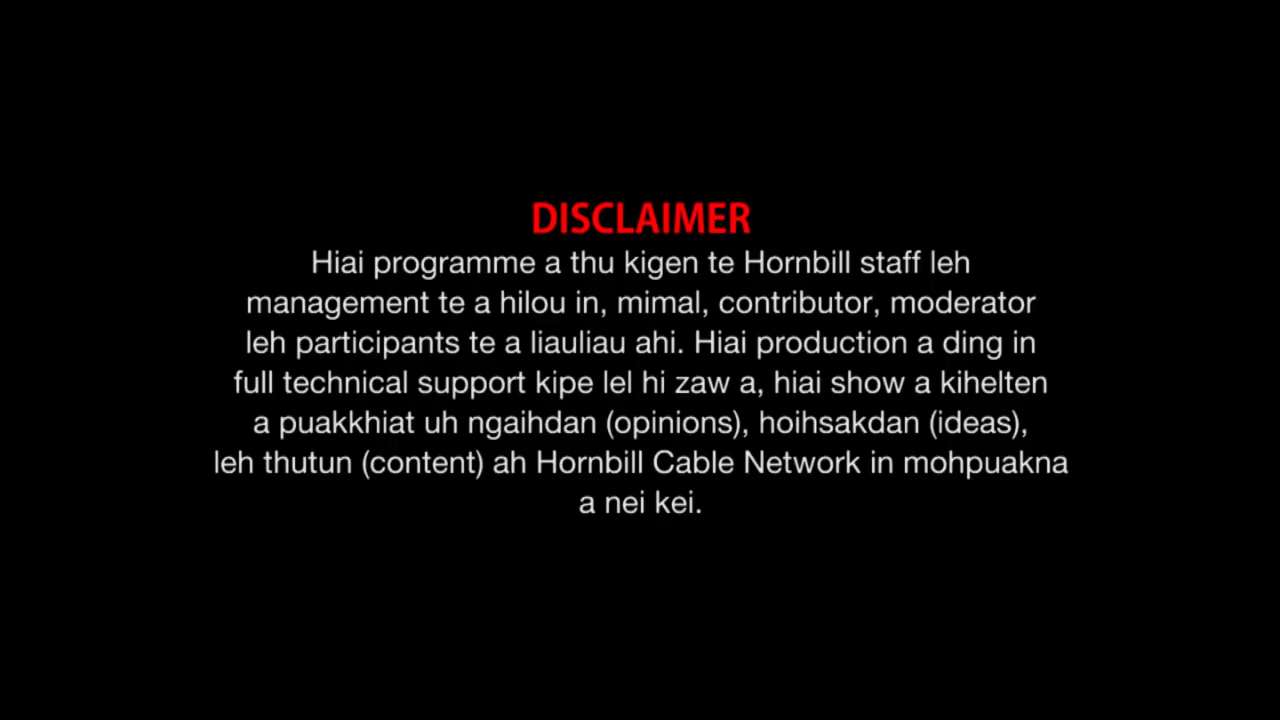 DISCLAIMER
Hiai programme a thu kigen te Hornbill staff leh
management te a hilou in, mimal, contributor, moderator
leh participants te a liauliau ahi. Hiai production a ding in
full technical support kipe lel hi zaw a, hiai show a kihelten
a puakkhiat uh ngaihdan (opinions), hoihsakdan (ideas),
leh thutun (content) ah Hornbill Cable Network in mohpuakna
a nei kei.